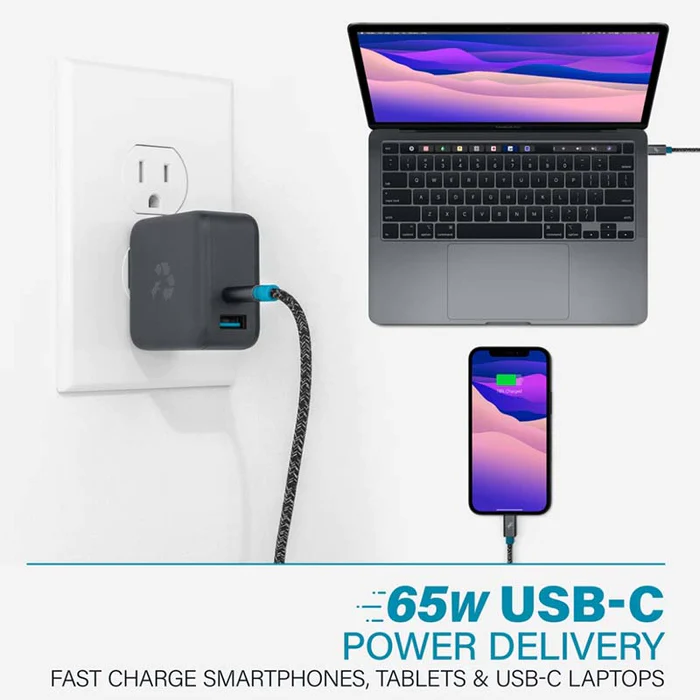 65W USB-C
POWER DELIVERY
FAST CHARGE SMARTPHONES, TABLETS & USB-C LAPTOPS